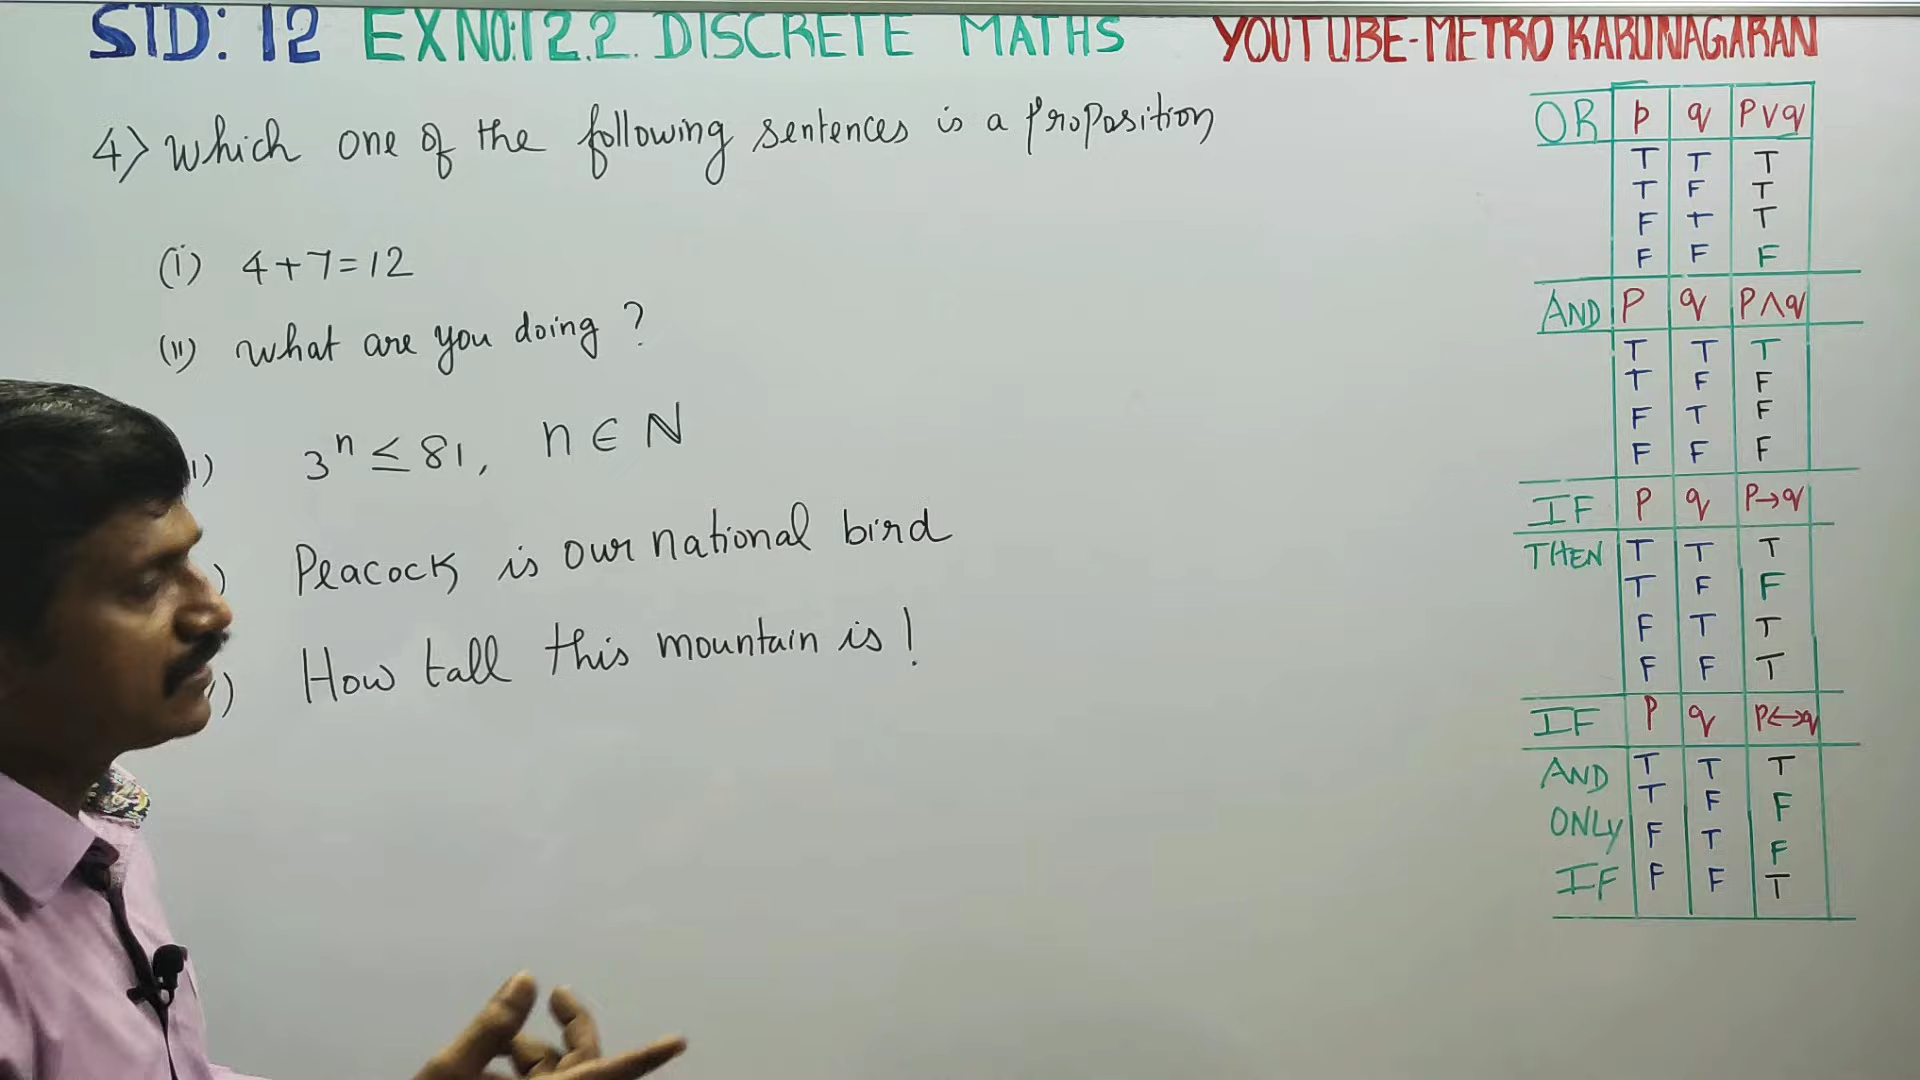 STD: 12 EX NO:12.2. DISCRETE MATHS YOUTUBE-METRO KARUNAGARAN
4) Which one of the following sentences is a proposition
(i) 4+7=12
(ii) What are you doing ?
) 3ⁿ ≤ 81, n ∈ ℕ
) Peacock is our national bird
) How tall this mountain is !
OR p q p∨q
T T T
T F T
F T T
F F F
AND p q p∧q
T T T
T F F
F T F
F F F
IF p q p→q
THEN T T T
T F F
F T T
F F T
IF p q p↔q
AND T T T
T F F
ONLY F T F
IF F F T